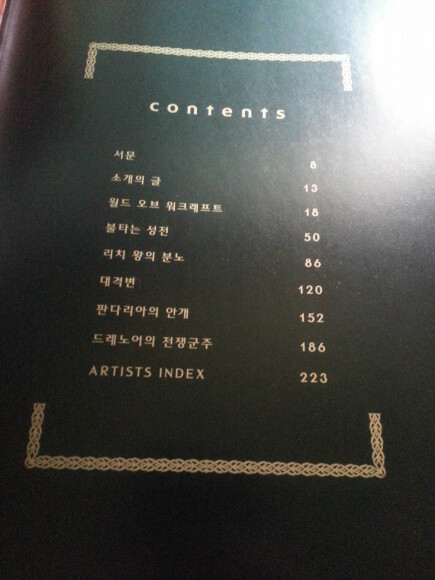 contents
서문 8
소개의 글 13
월드 오브 워크래프트 18
불타는 성전 50
리치 왕의 분노 86
대격변 120
판다리아의 안개 152
드레노어의 전쟁군주 186
ARTISTS INDEX 223